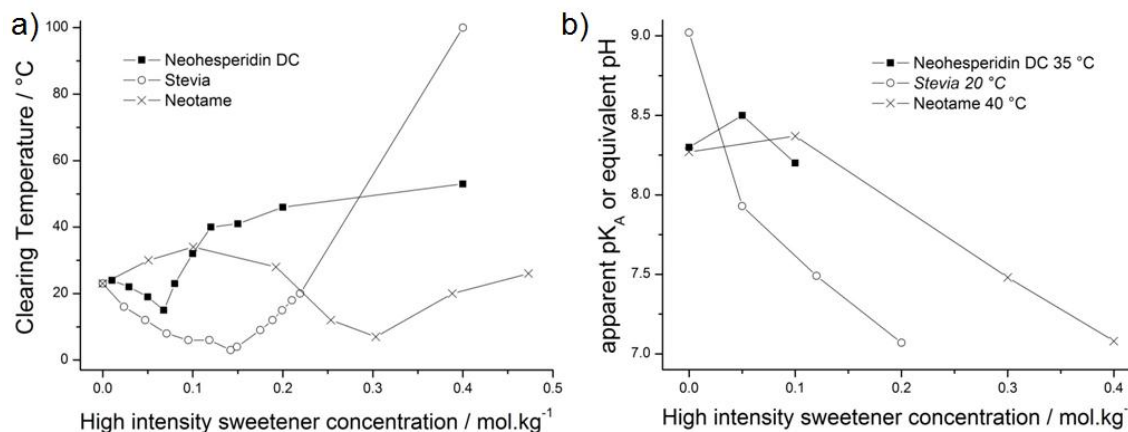 a)
Neohesperidin DC
Stevia
Neotame
Clearing Temperature / °C
100
80
60
40
20
0
0.0 0.1 0.2 0.3 0.4 0.5
High intensity sweetener concentration / mol.kg⁻¹
b)
Neohesperidin DC 35 °C
Stevia 20 °C
Neotame 40 °C
apparent pK_A or equivalent pH
9.0
8.5
8.0
7.5
7.0
0.0 0.1 0.2 0.3 0.4
High intensity sweetener concentration / mol.kg⁻¹